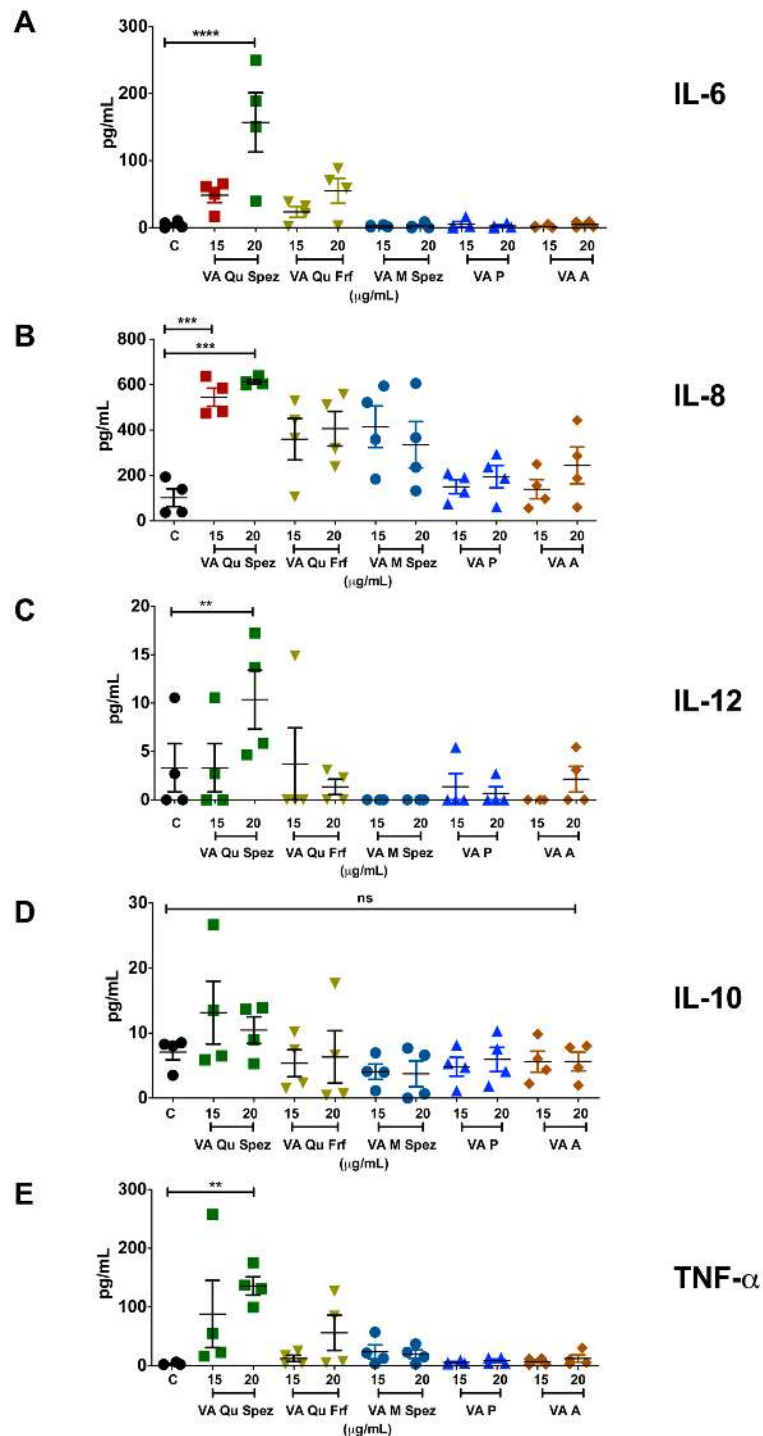 A
IL-6
pg/mL
300
200
100
0
****
C 15 20 15 20 15 20 15 20 15 20
VA Qu Spez VA Qu Frf VA M Spez VA P VA A
(μg/mL)
B
IL-8
pg/mL
800
600
400
200
0
***
***
C 15 20 15 20 15 20 15 20 15 20
VA Qu Spez VA Qu Frf VA M Spez VA P VA A
(μg/mL)
C
IL-12
pg/mL
20
15
10
5
0
**
C 15 20 15 20 15 20 15 20 15 20
VA Qu Spez VA Qu Frf VA M Spez VA P VA A
(μg/mL)
D
IL-10
pg/mL
30
20
10
0
ns
C 15 20 15 20 15 20 15 20 15 20
VA Qu Spez VA Qu Frf VA M Spez VA P VA A
(μg/mL)
E
TNF-α
pg/mL
300
200
100
0
**
C 15 20 15 20 15 20 15 20 15 20
VA Qu Spez VA Qu Frf VA M Spez VA P VA A
(μg/mL)